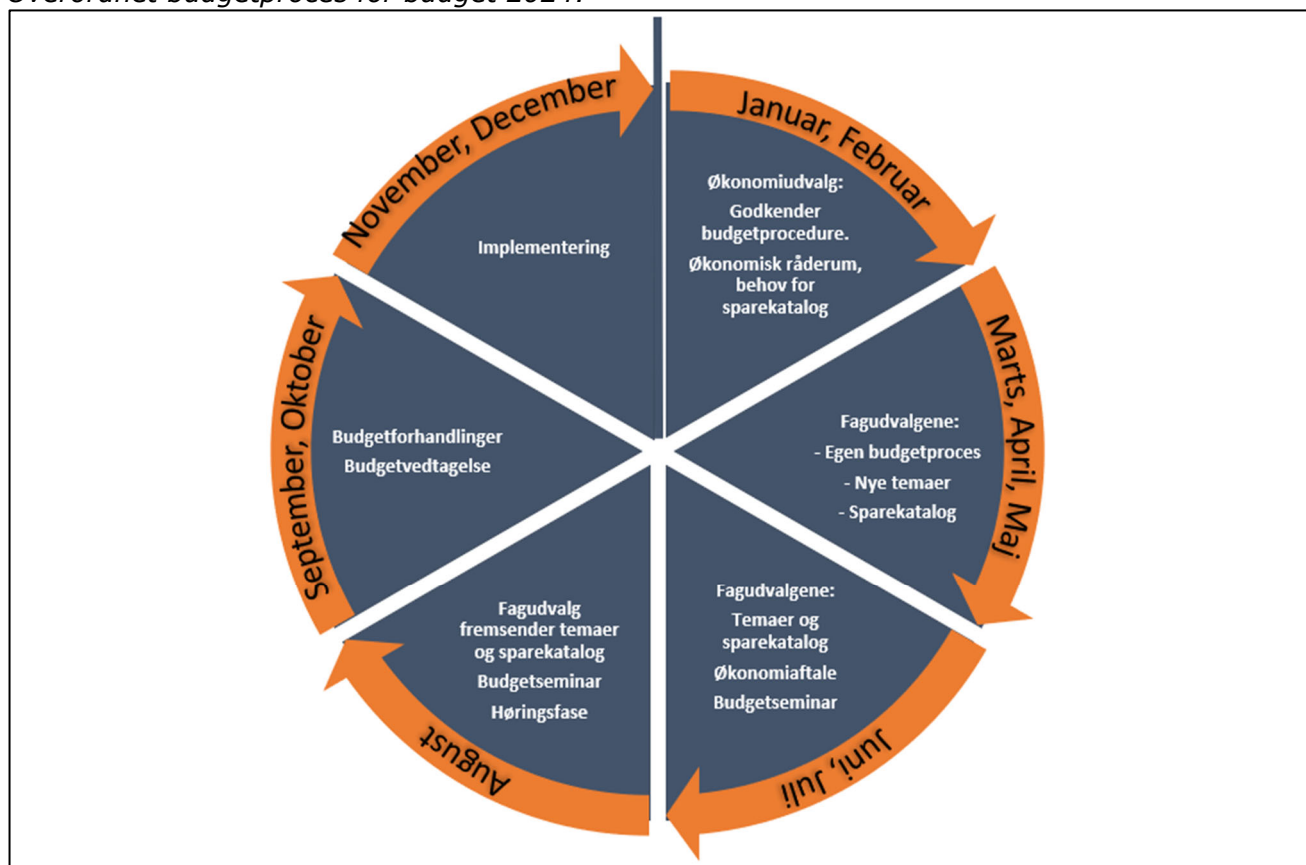 Overordnet budgetproces for budget 2024:
Januar, Februar
Økonomiudvalg:
Godkender
budgetprocedure.
Økonomisk råderum,
behov for
sparekatalog
Marts, April, Maj
Fagudvalgene:
- Egen budgetproces
- Nye temaer
- Sparekatalog
Juni, Juli
Fagudvalgene:
Temaer og
sparekatalog
Økonomiaftale
Budgetseminar
August
Fagudvalg
fremsender temaer
og sparekatalog
Budgetseminar
Høringsfase
September, Oktober
Budgetforhandlinger
Budgetvedtagelse
November, December
Implementering